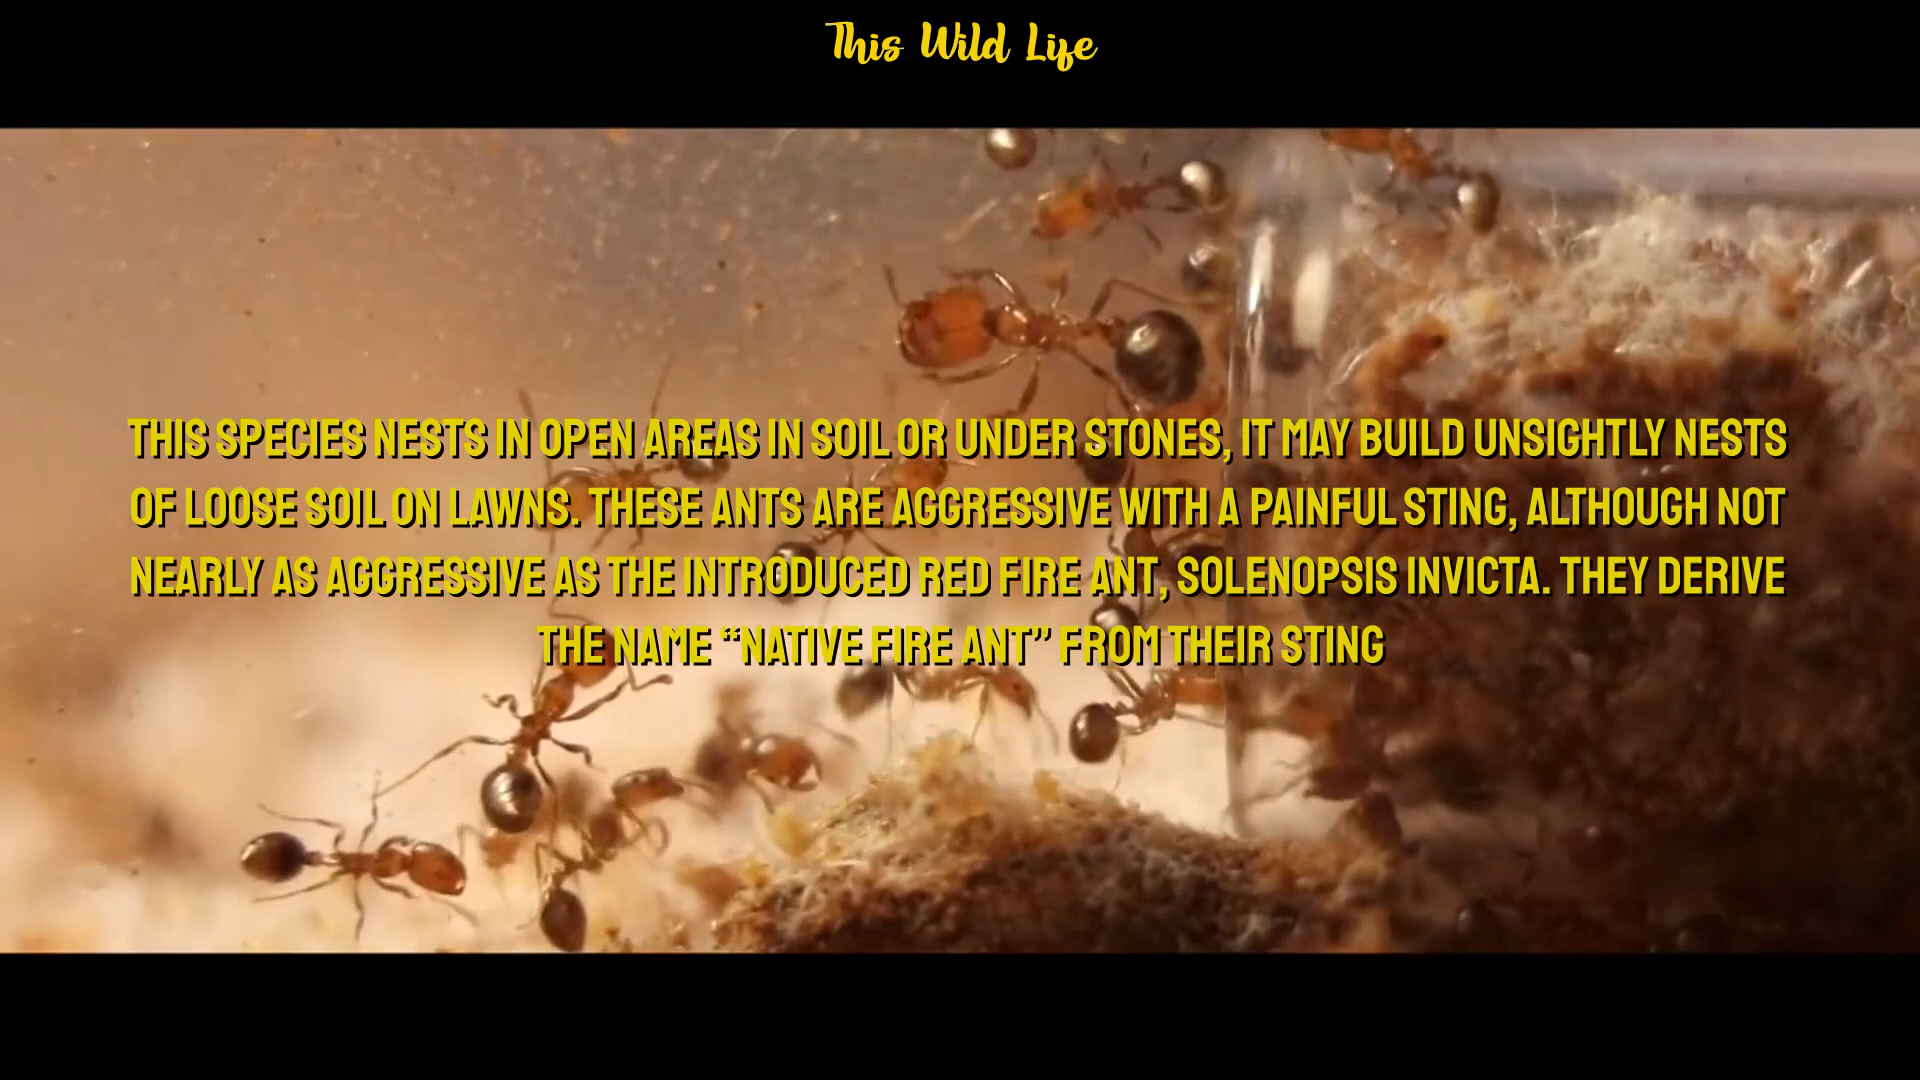 This Wild Life
THIS SPECIES NESTS IN OPEN AREAS IN SOIL OR UNDER STONES, IT MAY BUILD UNSIGHTLY NESTS
OF LOOSE SOIL ON LAWNS. THESE ANTS ARE AGGRESSIVE WITH A PAINFUL STING, ALTHOUGH NOT
NEARLY AS AGGRESSIVE AS THE INTRODUCED RED FIRE ANT, SOLENOPSIS INVICTA. THEY DERIVE
THE NAME “NATIVE FIRE ANT” FROM THEIR STING